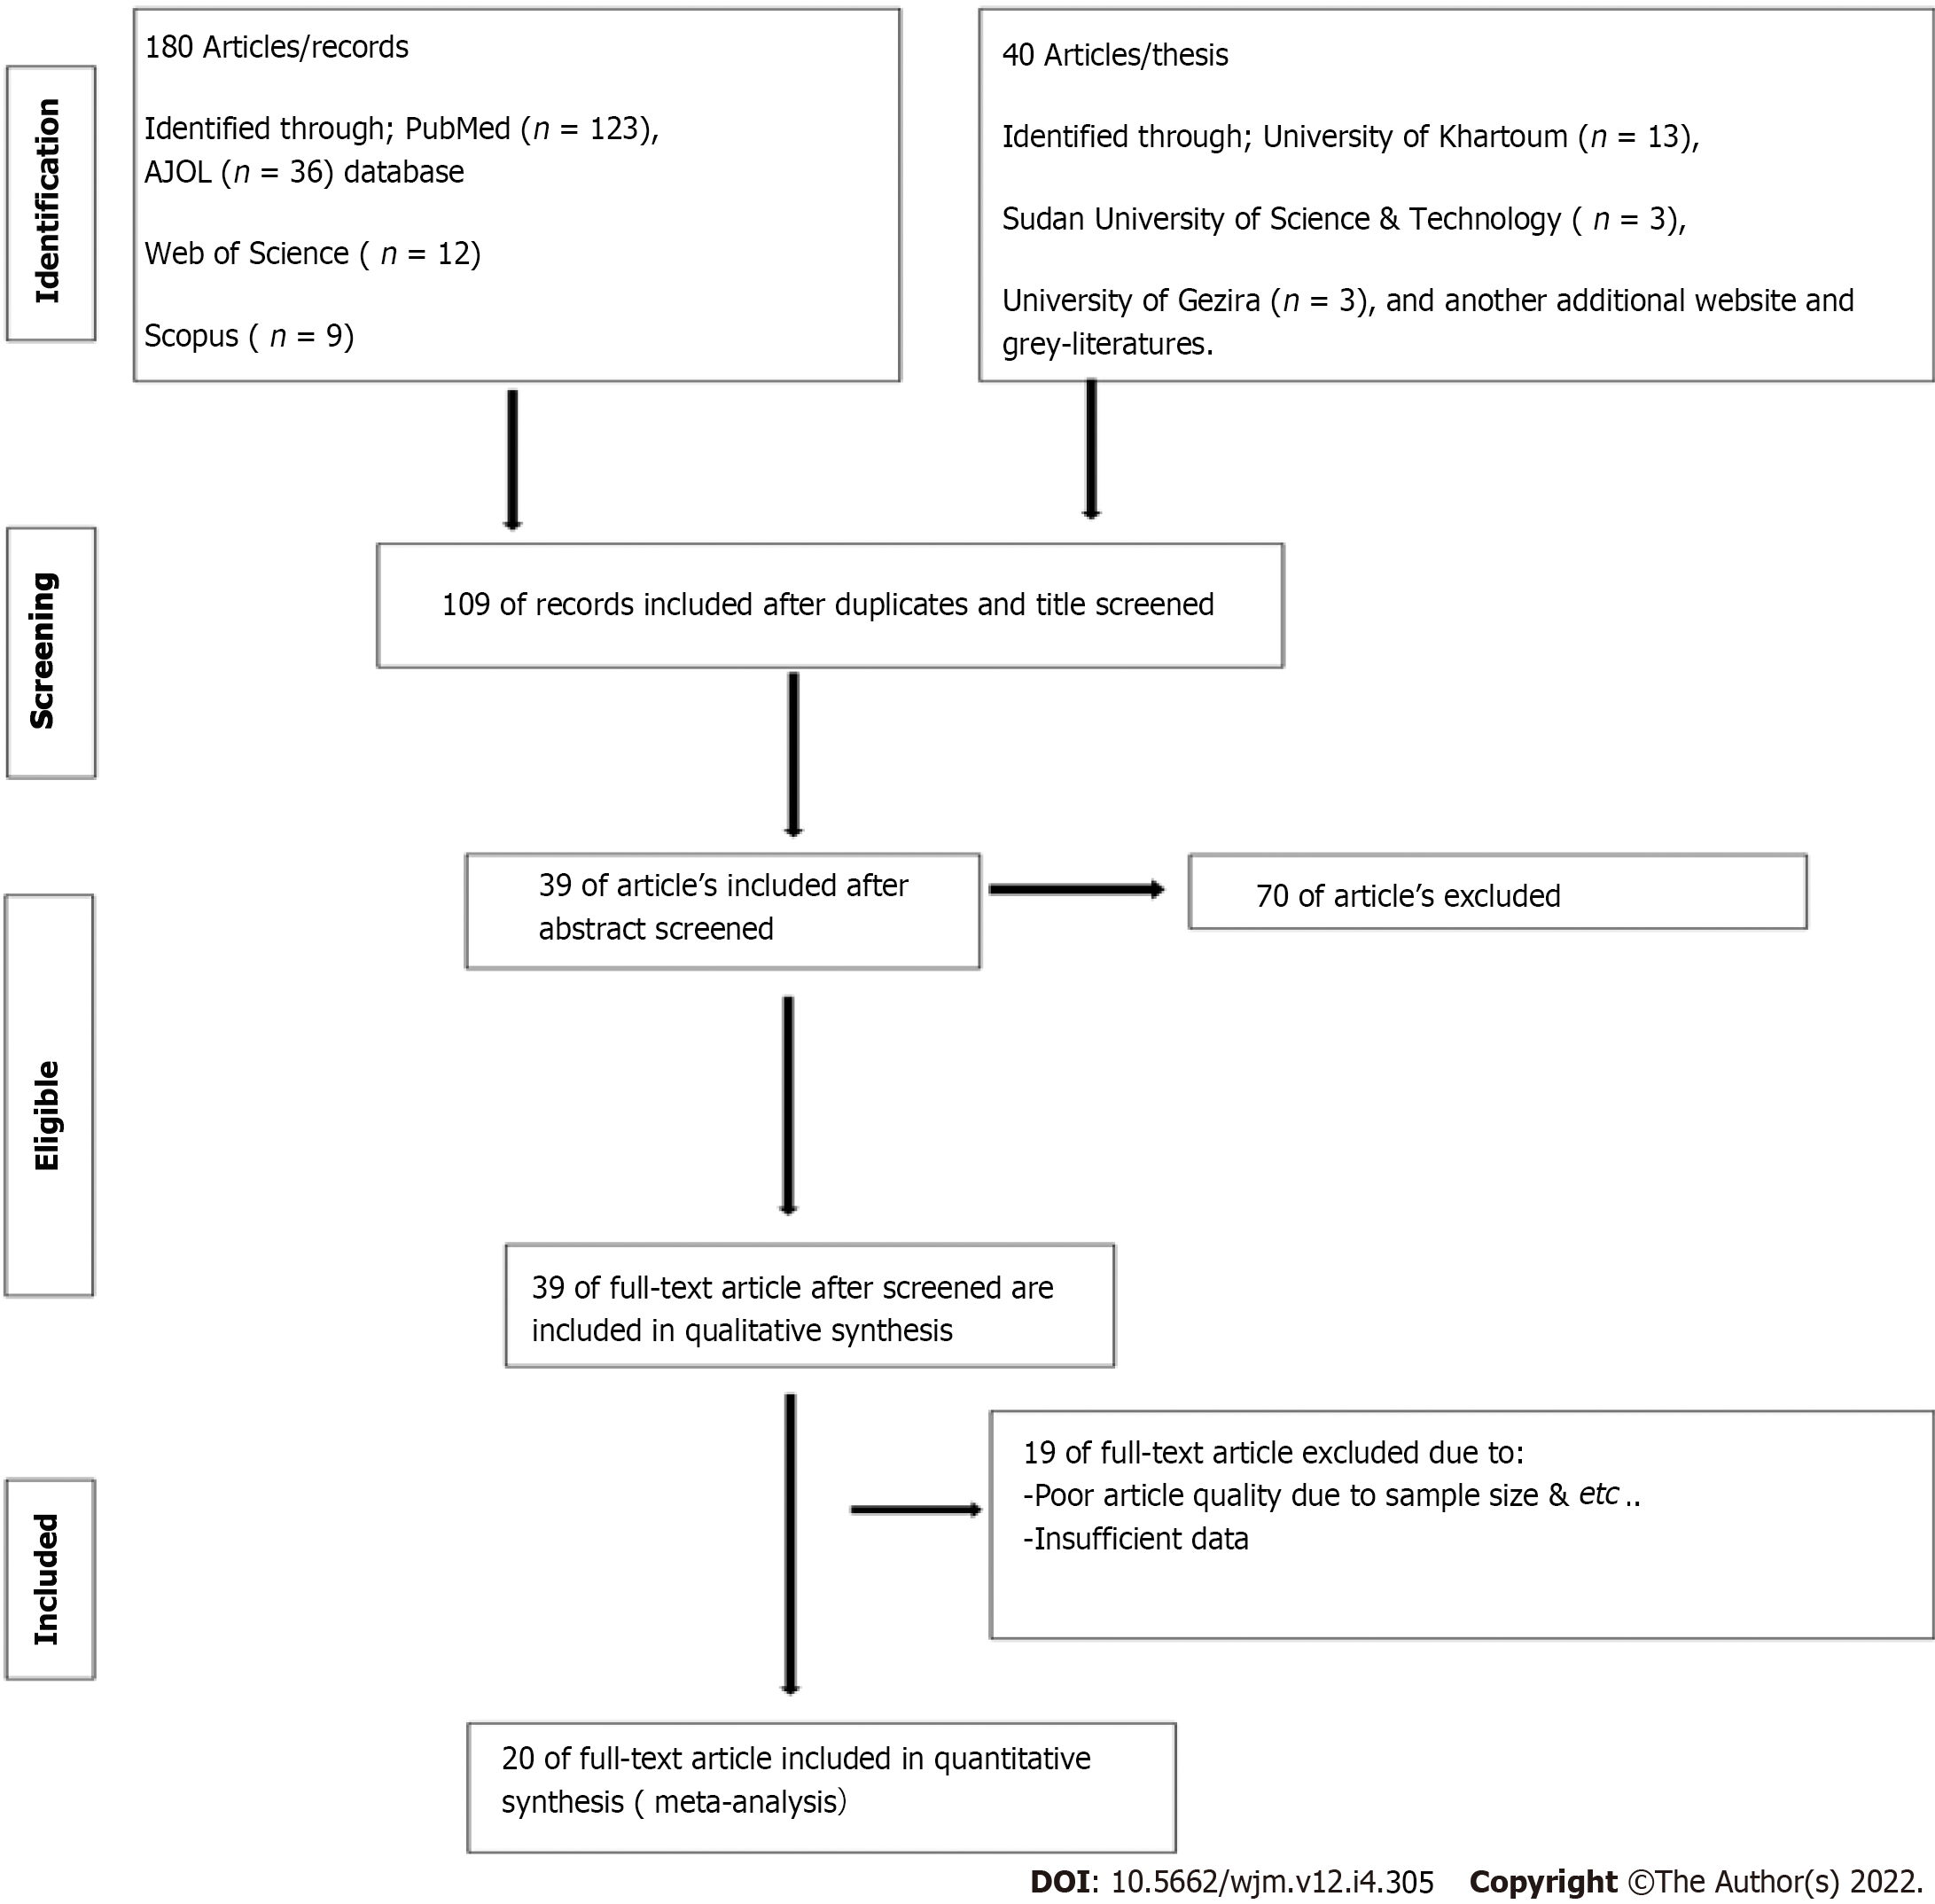 Identification
180 Articles/records
Identified through; PubMed (n = 123),
AJOL (n = 36) database
Web of Science ( n = 12)
Scopus ( n = 9)
40 Articles/thesis
Identified through; University of Khartoum (n = 13),
Sudan University of Science & Technology ( n = 3),
University of Gezira (n = 3), and another additional website and
grey-literatures.
Screening
109 of records included after duplicates and title screened
Eligible
39 of article’s included after
abstract screened
70 of article’s excluded
39 of full-text article after screened are
included in qualitative synthesis
Included
19 of full-text article excluded due to:
-Poor article quality due to sample size & etc ..
-Insufficient data
20 of full-text article included in quantitative
synthesis ( meta-analysis)
DOI: 10.5662/wjm.v12.i4.305 Copyright ©The Author(s) 2022.